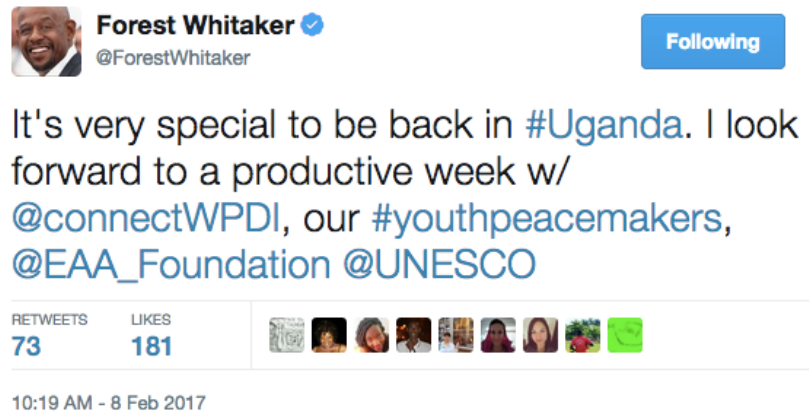 Forest Whitaker
@ForestWhitaker
Following
It's very special to be back in #Uganda. I look
forward to a productive week w/
@connectWPDI, our #youthpeacemakers,
@EAA_Foundation @UNESCO
RETWEETS LIKES
73 181
10:19 AM - 8 Feb 2017